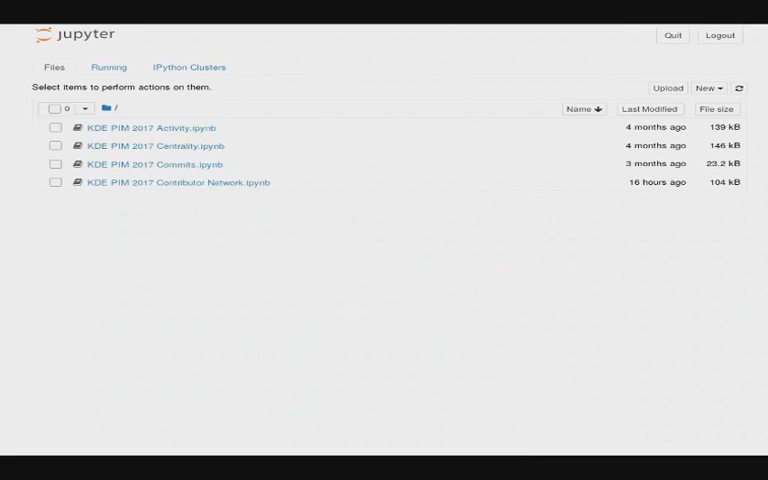 jupyter
Quit Logout
Files Running IPython Clusters
Select items to perform actions on them.
Upload New
0 / Name Last Modified File size
KDE PIM 2017 Activity.ipynb 4 months ago 139 kB
KDE PIM 2017 Centrality.ipynb 4 months ago 146 kB
KDE PIM 2017 Commits.ipynb 3 months ago 23.2 kB
KDE PIM 2017 Contributor Network.ipynb 16 hours ago 104 kB